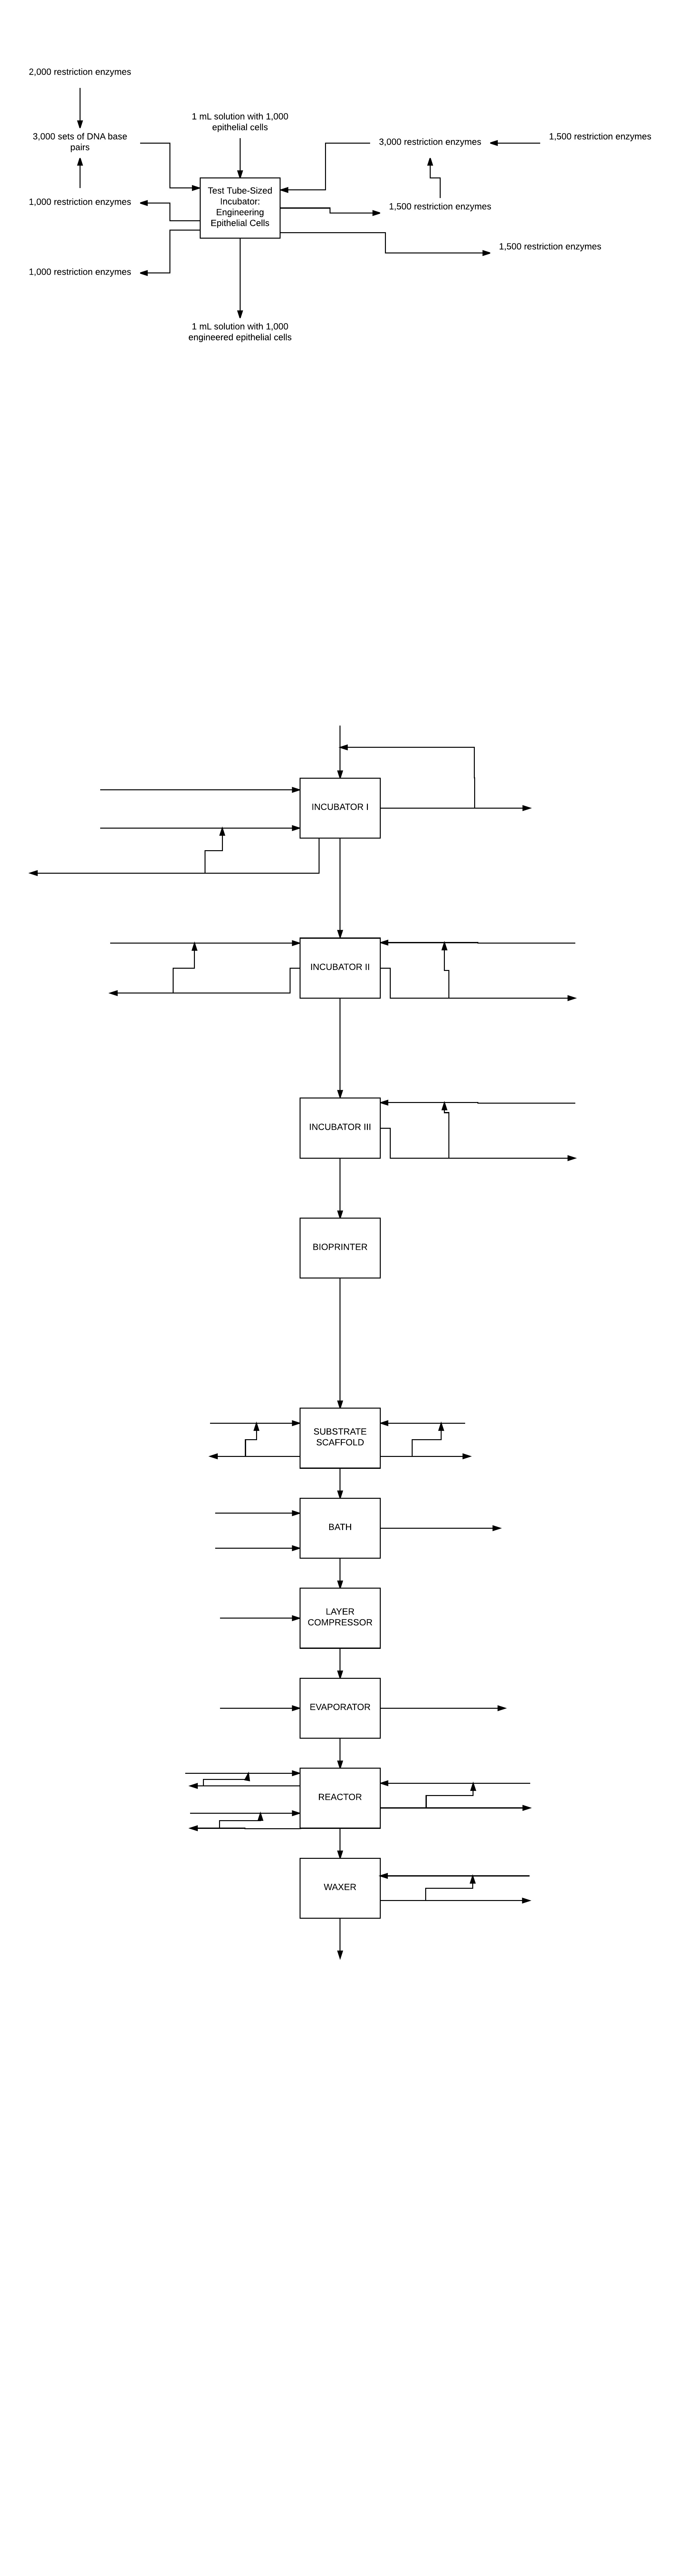 2,000 restriction enzymes
1 mL solution with 1,000
epithelial cells
3,000 sets of DNA base
pairs
3,000 restriction enzymes
1,500 restriction enzymes
Test Tube-Sized
Incubator:
Engineering
Epithelial Cells
1,000 restriction enzymes
1,500 restriction enzymes
1,500 restriction enzymes
1,000 restriction enzymes
1 mL solution with 1,000
engineered epithelial cells
INCUBATOR I
INCUBATOR II
INCUBATOR III
BIOPRINTER
SUBSTRATE
SCAFFOLD
BATH
LAYER
COMPRESSOR
EVAPORATOR
REACTOR
WAXER